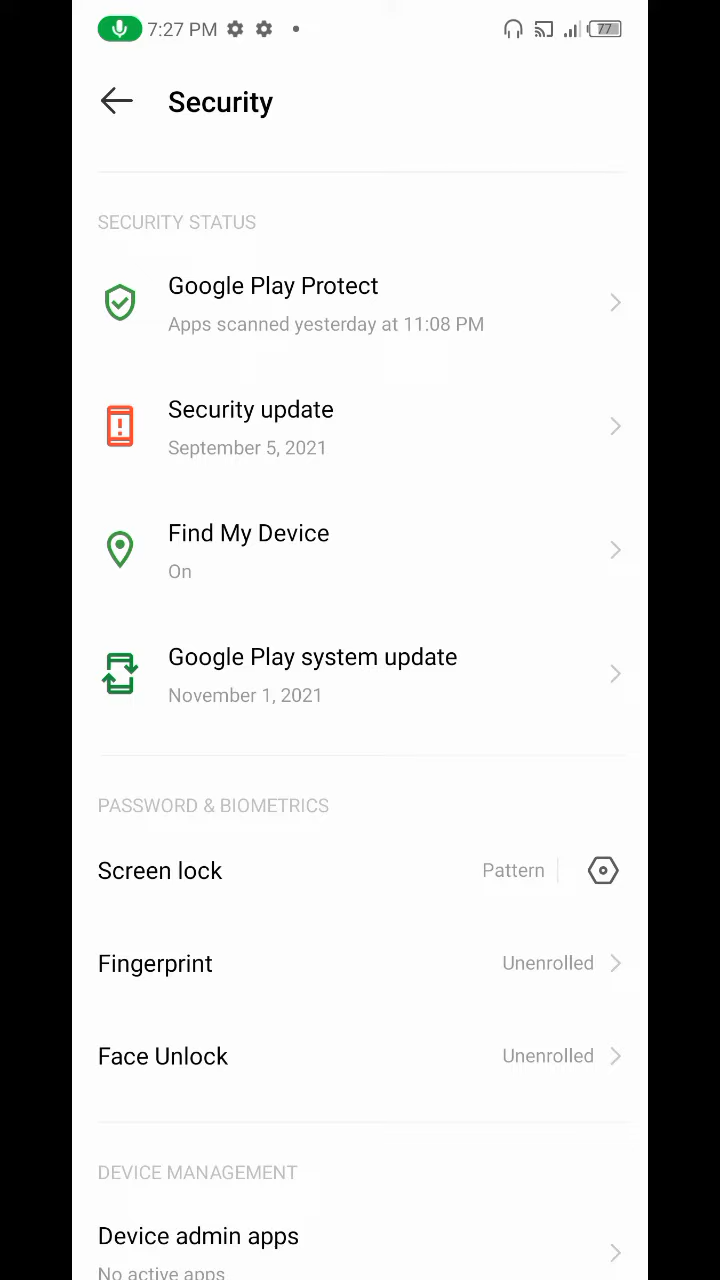 7:27 PM
77
Security
SECURITY STATUS
Google Play Protect
Apps scanned yesterday at 11:08 PM
Security update
September 5, 2021
Find My Device
On
Google Play system update
November 1, 2021
PASSWORD & BIOMETRICS
Screen lock Pattern
Fingerprint Unenrolled
Face Unlock Unenrolled
DEVICE MANAGEMENT
Device admin apps
No active apps